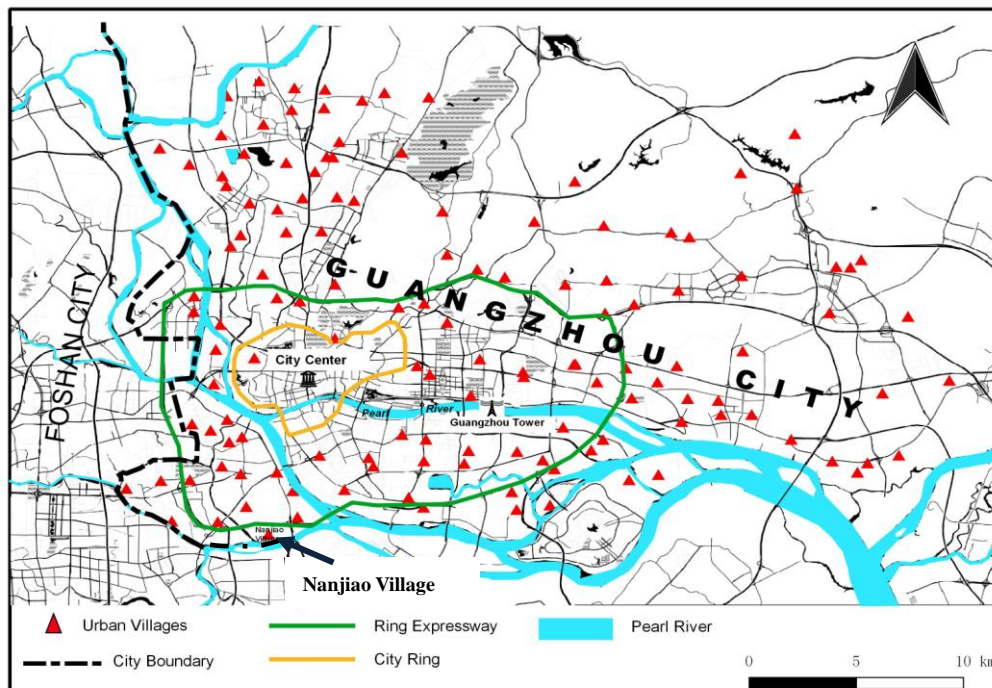 GUANGZHOU CITY
FOSHAN CITY
City Center
Pearl River
Guangzhou Tower
Nanjiao
Village
Nanjiao Village
Urban Villages
Ring Expressway
Pearl River
City Boundary
City Ring
0 5 10 km